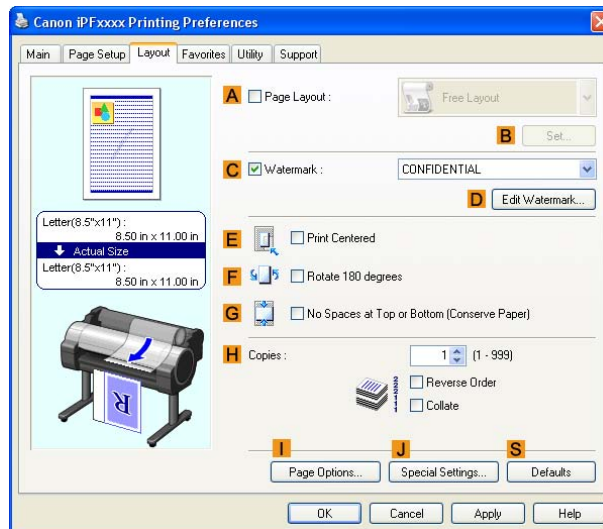 Canon iPFxxxx Printing Preferences
Main Page Setup Layout Favorites Utility Support
A Page Layout : Free Layout
B Set...
C Watermark : CONFIDENTIAL
D Edit Watermark...
Letter(8.5"x11") :
8.50 in x 11.00 in
Actual Size
Letter(8.5"x11") :
8.50 in x 11.00 in
E Print Centered
F Rotate 180 degrees
G No Spaces at Top or Bottom (Conserve Paper)
H Copies : 1 (1 - 999)
Reverse Order
Collate
R
I J S
Page Options... Special Settings... Defaults
OK Cancel Apply Help